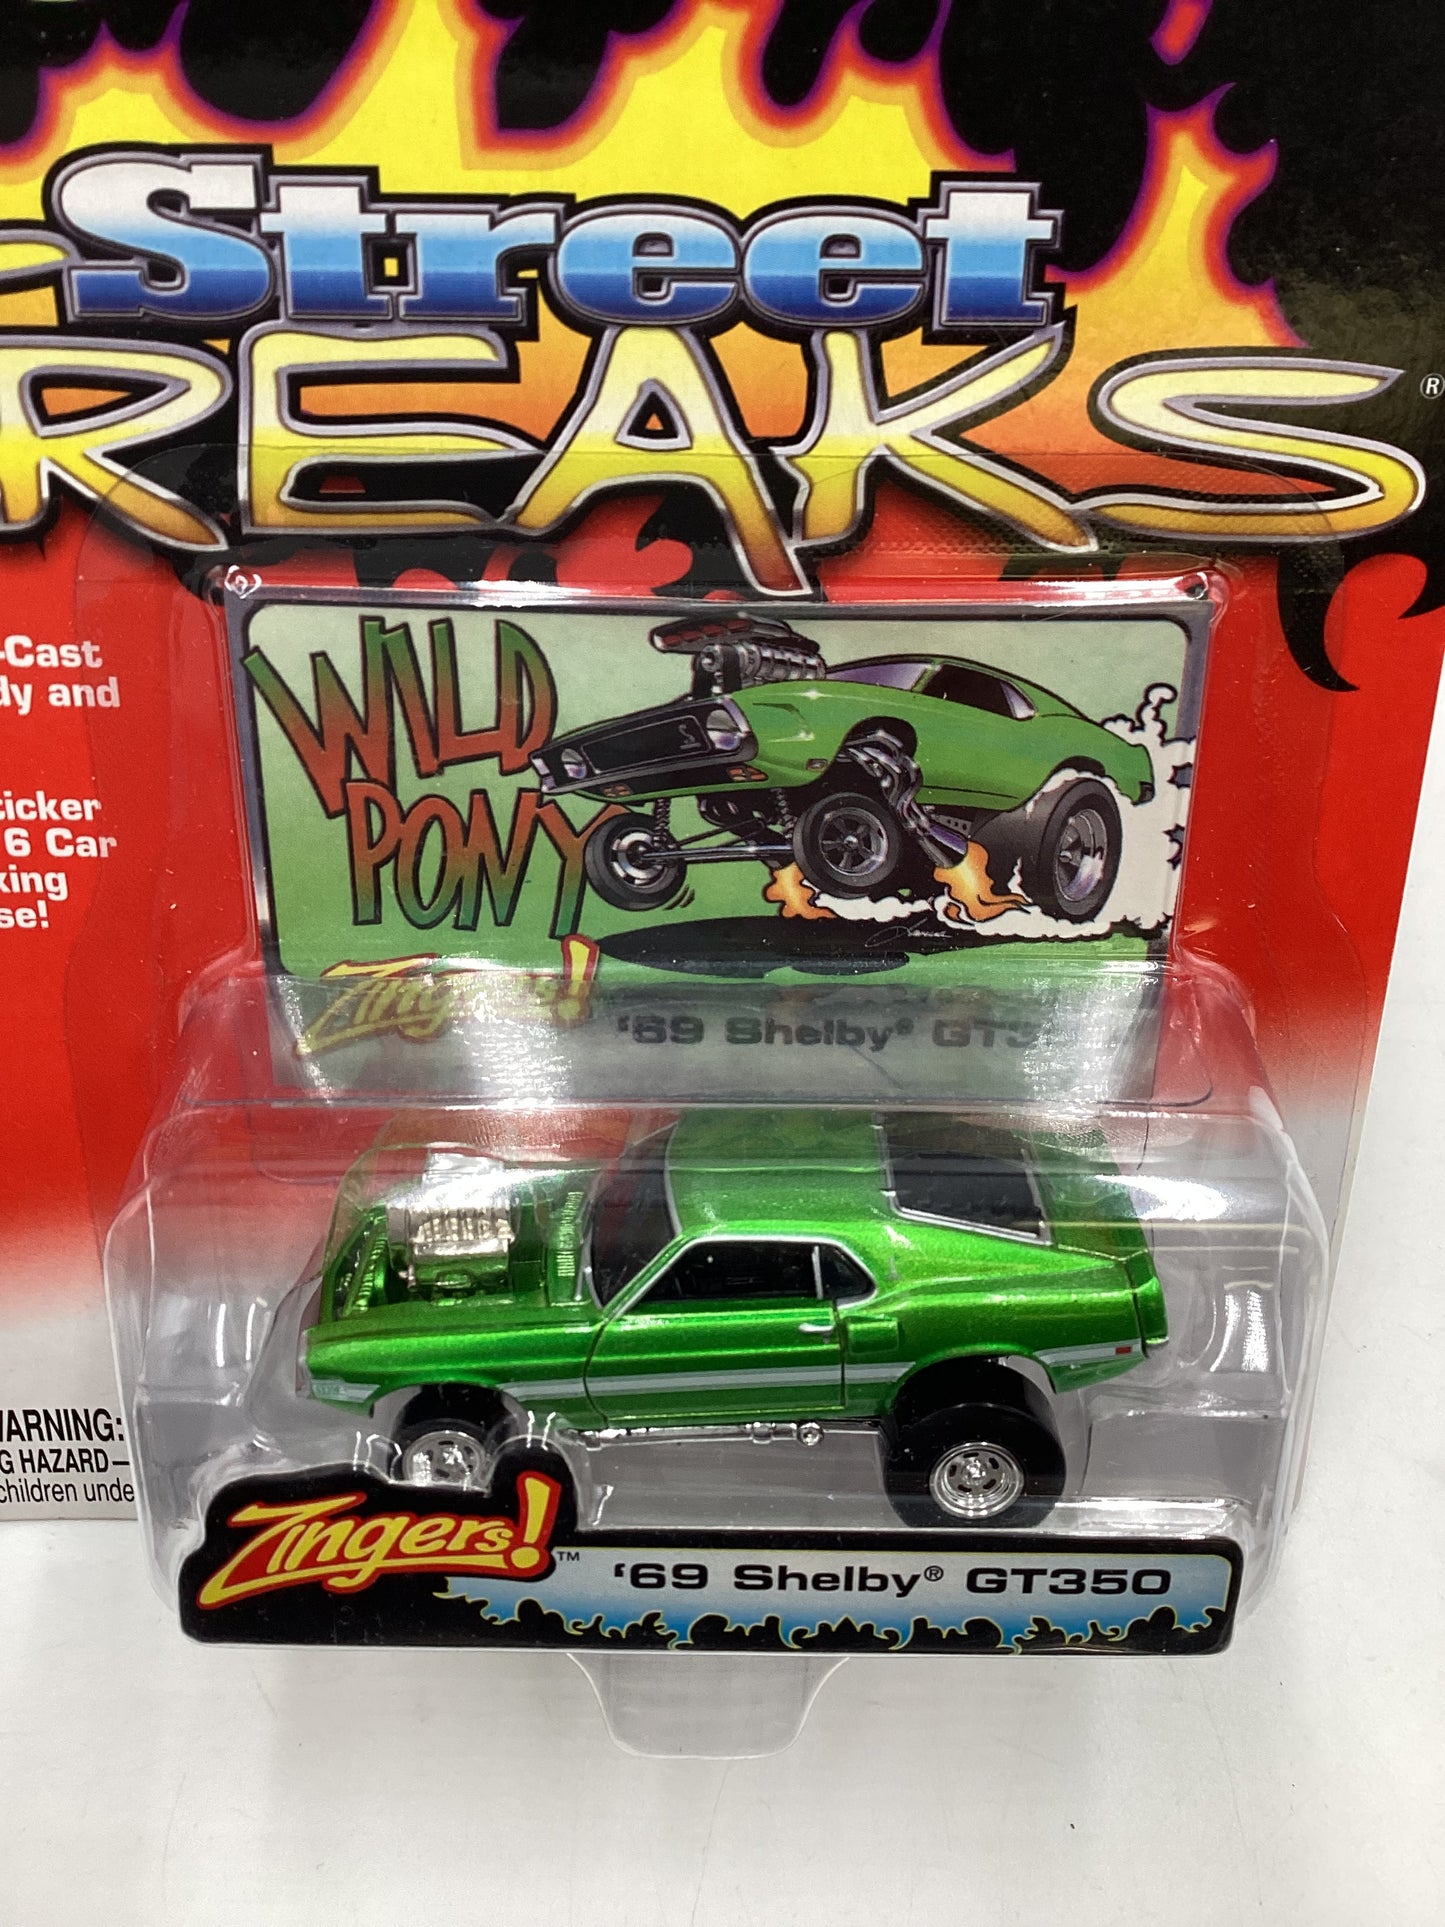 Street
REAKS ®
-Cast
dy and
ticker
6 Car
king
se!
WILD
PONY
Zingers!
'69 Shelby® GT3
ARNING:
G HAZARD—
children unde
Zingers!™
'69 Shelby® GT350